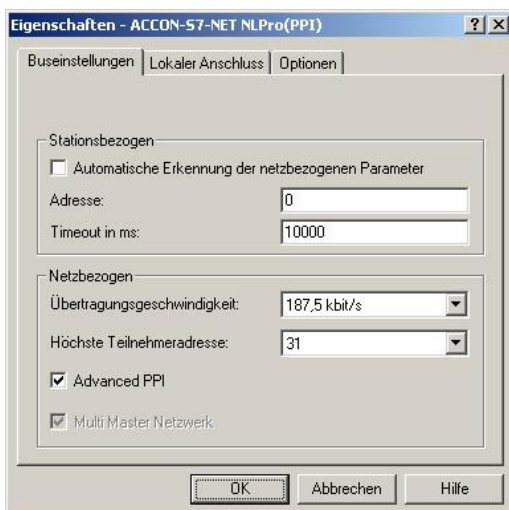 Eigenschaften - ACCON-S7-NET NLPro(PPI)
Buseinstellungen Lokaler Anschluss Optionen
Stationsbezogen
Automatische Erkennung der netzbezogenen Parameter
Adresse: 0
Timeout in ms: 10000
Netzbezogen
Übertragungsgeschwindigkeit: 187,5 kbit/s
Höchste Teilnehmeradresse: 31
Advanced PPI
Multi Master Netzwerk
OK Abbrechen Hilfe